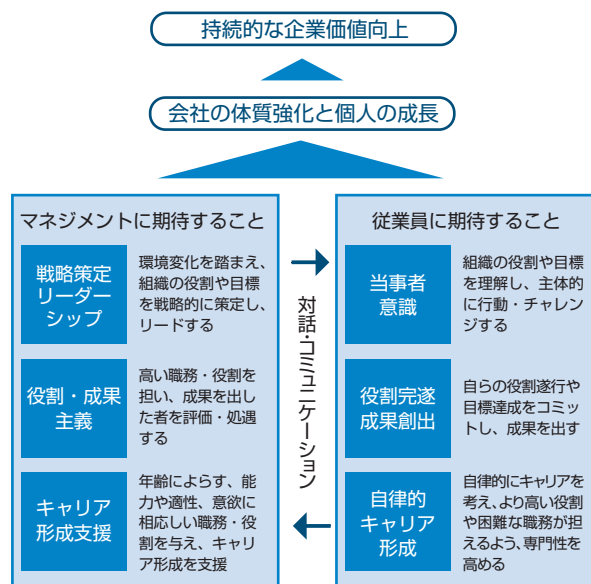 持続的な企業価値向上
会社の体質強化と個人の成長
マネジメントに期待すること
戦略策定
リーダー
シップ
環境変化を踏まえ、
組織の役割や目標
を戦略的に策定し、
リードする
役割・成果
主義
高い職務・役割を
担い、成果を出し
た者を評価・処遇
する
キャリア
形成支援
年齢によらす、能
力や適性、意欲に
相応しい職務・役
割を与え、キャリ
ア形成を支援
対話・コミュニケーション
従業員に期待すること
当事者
意識
組織の役割や目標
を理解し、主体的
に行動・チャレン
ジする
役割完遂
成果創出
自らの役割遂行や
目標達成をコミッ
トし、成果を出す
自律的
キャリア
形成
自律的にキャリアを
考え、より高い役割
や困難な職務が担
えるよう、専門性を
高める